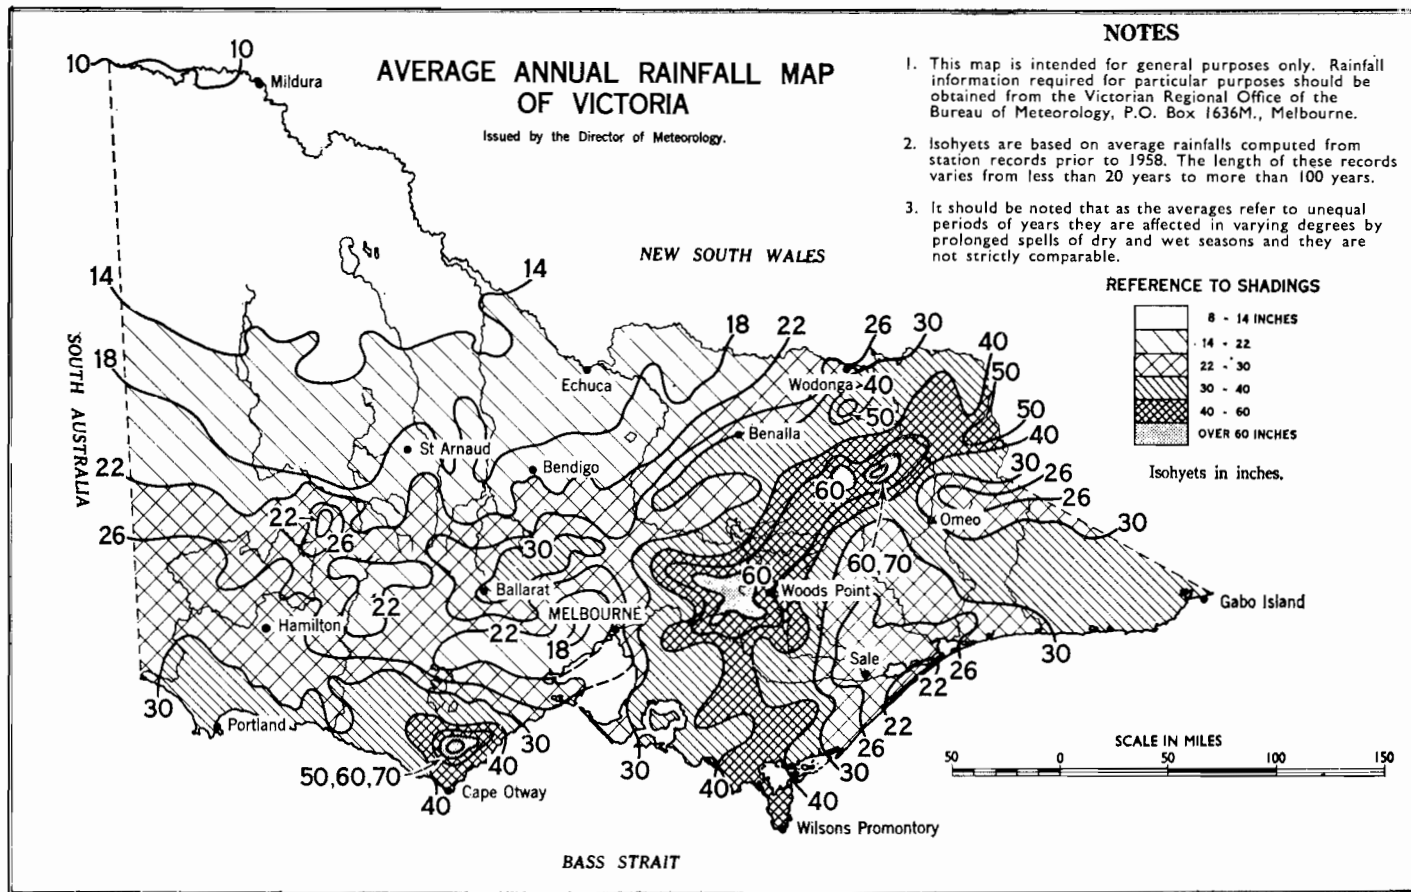 AVERAGE ANNUAL RAINFALL MAP
OF VICTORIA
Issued by the Director of Meteorology.
NOTES
1. This map is intended for general purposes only. Rainfall
information required for particular purposes should be
obtained from the Victorian Regional Office of the
Bureau of Meteorology, P.O. Box 1636M., Melbourne.
2. Isohyets are based on average rainfalls computed from
station records prior to 1958. The length of these records
varies from less than 20 years to more than 100 years.
3. It should be noted that as the averages refer to unequal
periods of years they are affected in varying degrees by
prolonged spells of dry and wet seasons and they are
not strictly comparable.
REFERENCE TO SHADINGS
8 - 14 INCHES
14 - 22
22 - 30
30 - 40
40 - 60
OVER 60 INCHES
Isohyets in inches.
10
10
Mildura
NEW SOUTH WALES
14
14
SOUTH AUSTRALIA
18
18
22
26
30
40
50
Echuca
Wodonga
40
50
50
40
Benalla
St Arnaud
Bendigo
22
22
26
60
30
26
26
30
26
30
Omeo
60,70
60
Ballarat
Woods Point
22
MELBOURNE
Gabo Island
Hamilton
22
18
Sale
26
30
22
22
26
30
Portland
30
40
50,60,70
30
30
40
Cape Otway
40
40
Wilsons Promontory
BASS STRAIT
SCALE IN MILES
50 0 50 100 150